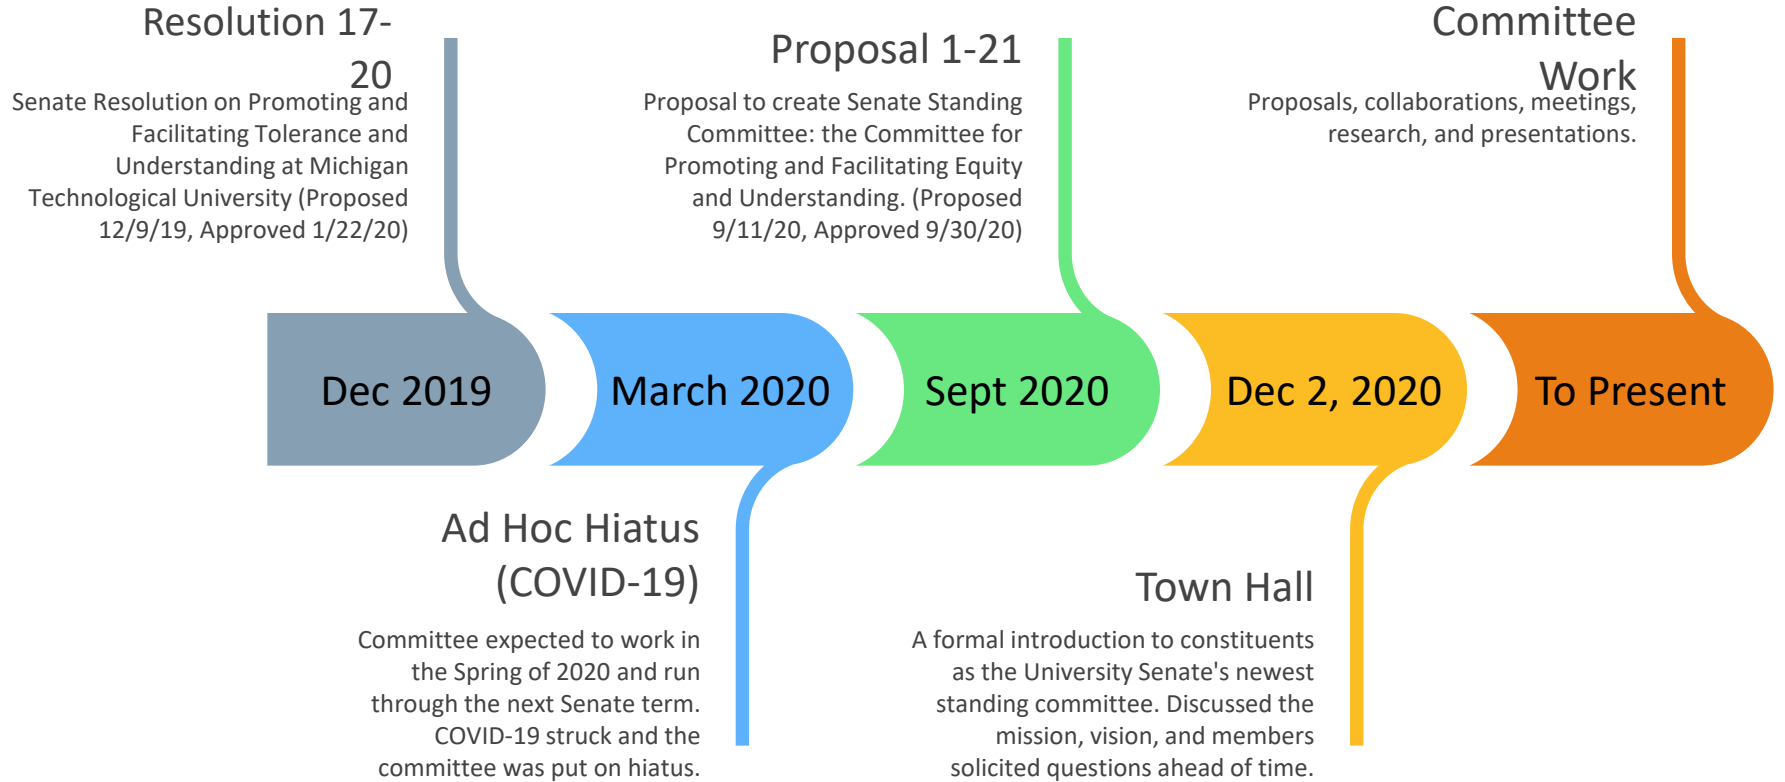 Resolution 17-
20
Senate Resolution on Promoting and
Facilitating Tolerance and
Understanding at Michigan
Technological University (Proposed
12/9/19, Approved 1/22/20)
Proposal 1-21
Proposal to create Senate Standing
Committee: the Committee for
Promoting and Facilitating Equity
and Understanding. (Proposed
9/11/20, Approved 9/30/20)
Committee
Work
Proposals, collaborations, meetings,
research, and presentations.
Dec 2019
March 2020
Sept 2020
Dec 2, 2020
To Present
Ad Hoc Hiatus
(COVID-19)
Committee expected to work in
the Spring of 2020 and run
through the next Senate term.
COVID-19 struck and the
committee was put on hiatus.
Town Hall
A formal introduction to constituents
as the University Senate's newest
standing committee. Discussed the
mission, vision, and members
solicited questions ahead of time.